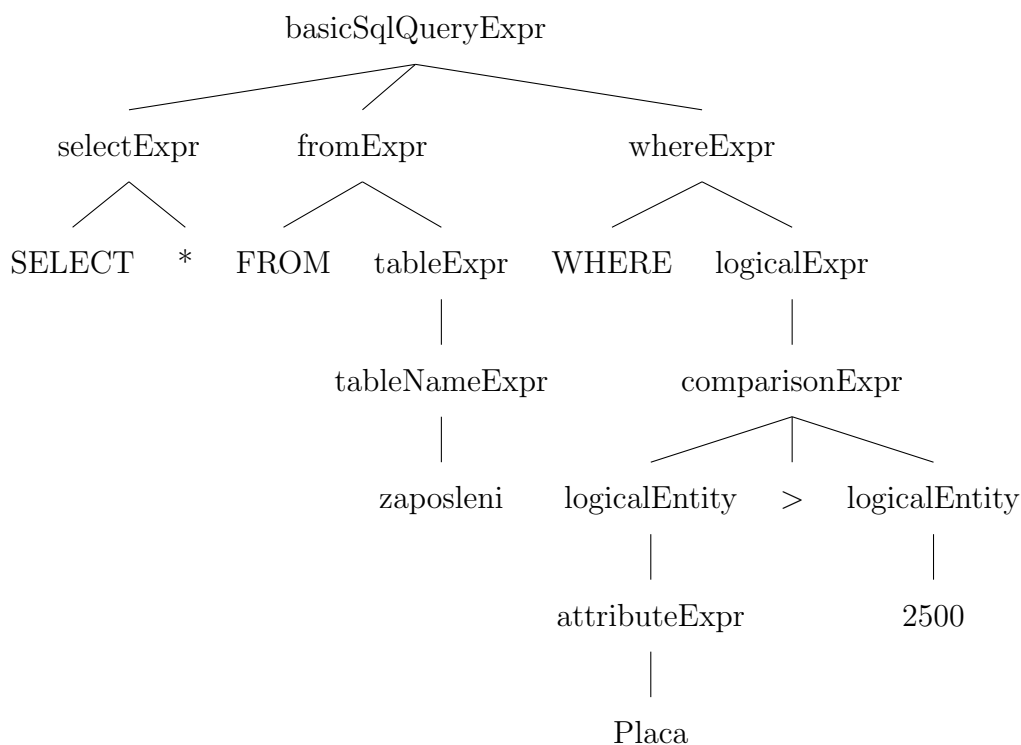 basicSqlQueryExpr
selectExpr fromExpr whereExpr
SELECT * FROM tableExpr WHERE logicalExpr
tableNameExpr comparisonExpr
zaposleni logicalEntity > logicalEntity
attributeExpr 2500
Placa